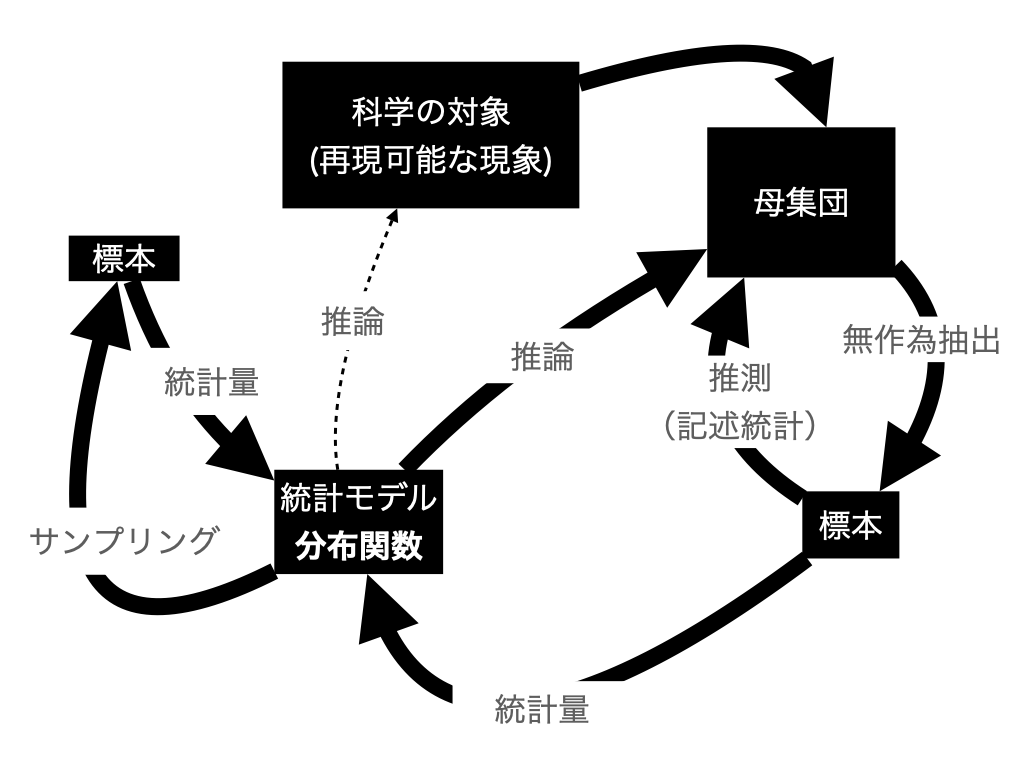 科学の対象
(再現可能な現象)
母集団
標本
推論
推論
無作為抽出
統計量
推測
（記述統計）
統計モデル
分布関数
標本
サンプリング
統計量